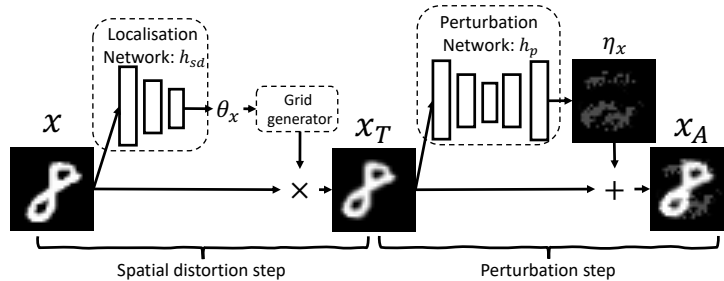 Localisation
Network: h_sd
Perturbation
Network: h_p
η_x
x
θ_x
Grid
generator
x_T
x_A
×
+
Spatial distortion step
Perturbation step